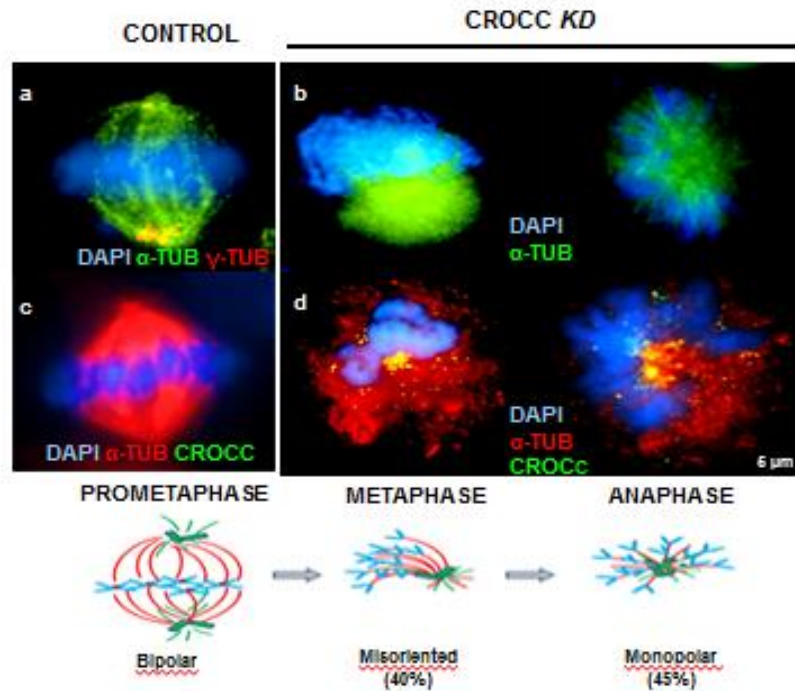 CONTROL
CROCC KD
a
b
DAPI α-TUB γ-TUB
DAPI
α-TUB
c
d
DAPI α-TUB CROCC
DAPI
α-TUB
CROCc
5 µm
PROMETAPHASE METAPHASE ANAPHASE
Bipolar
Misoriented
(40%)
Monopolar
(45%)